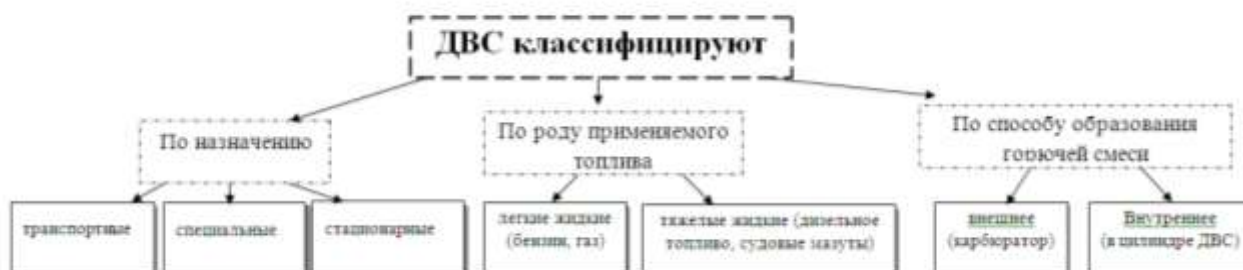 ДВС классифицируют
По назначению
По роду применяемого
топлива
По способу образования
горючей смеси
транспортные
специальные
стационарные
легкие жидкие
(бензин, газ)
тяжелые жидкие (дизельное
топливо, судовые мазуты)
внешнее
(карбюратор)
Внутреннее
(в цилиндре ДВС)